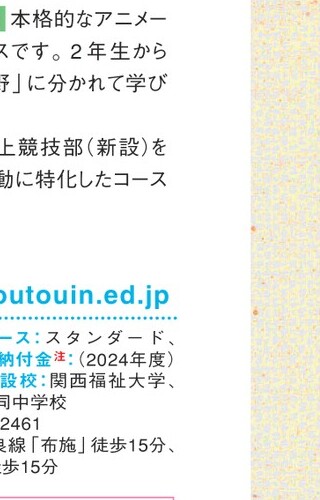 本格的なアニメー
スです。2年生から
野」に分かれて学び
上競技部（新設）を
動に特化したコース
outouin.ed.jp
ース：スタンダード、
納付金注：（2024年度）
設校：関西福祉大学、
同中学校
2461
良線「布施」徒歩15分、
徒歩15分